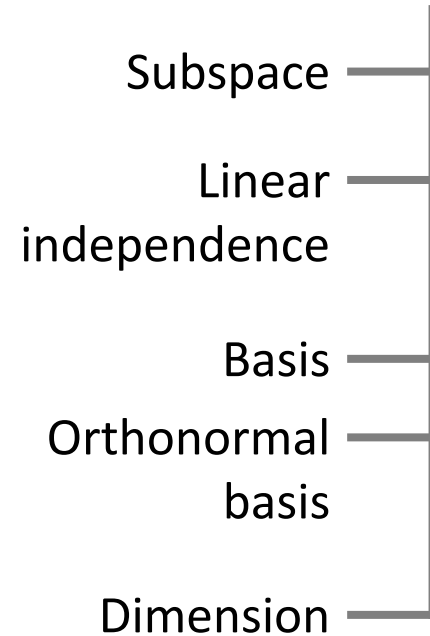 Subspace
Linear
independence
Basis
Orthonormal
basis
Dimension